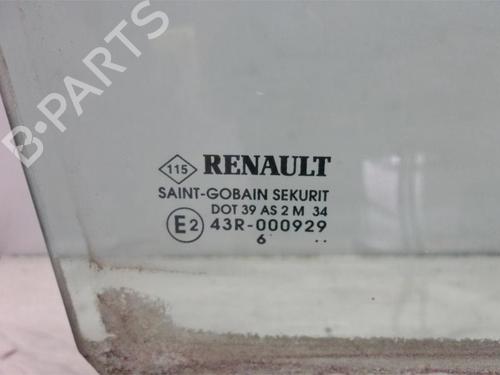 B-PARTS
115 RENAULT
SAINT-GOBAIN SEKURIT
DOT 39 AS 2 M 34
E2 43R-000929
6 ..